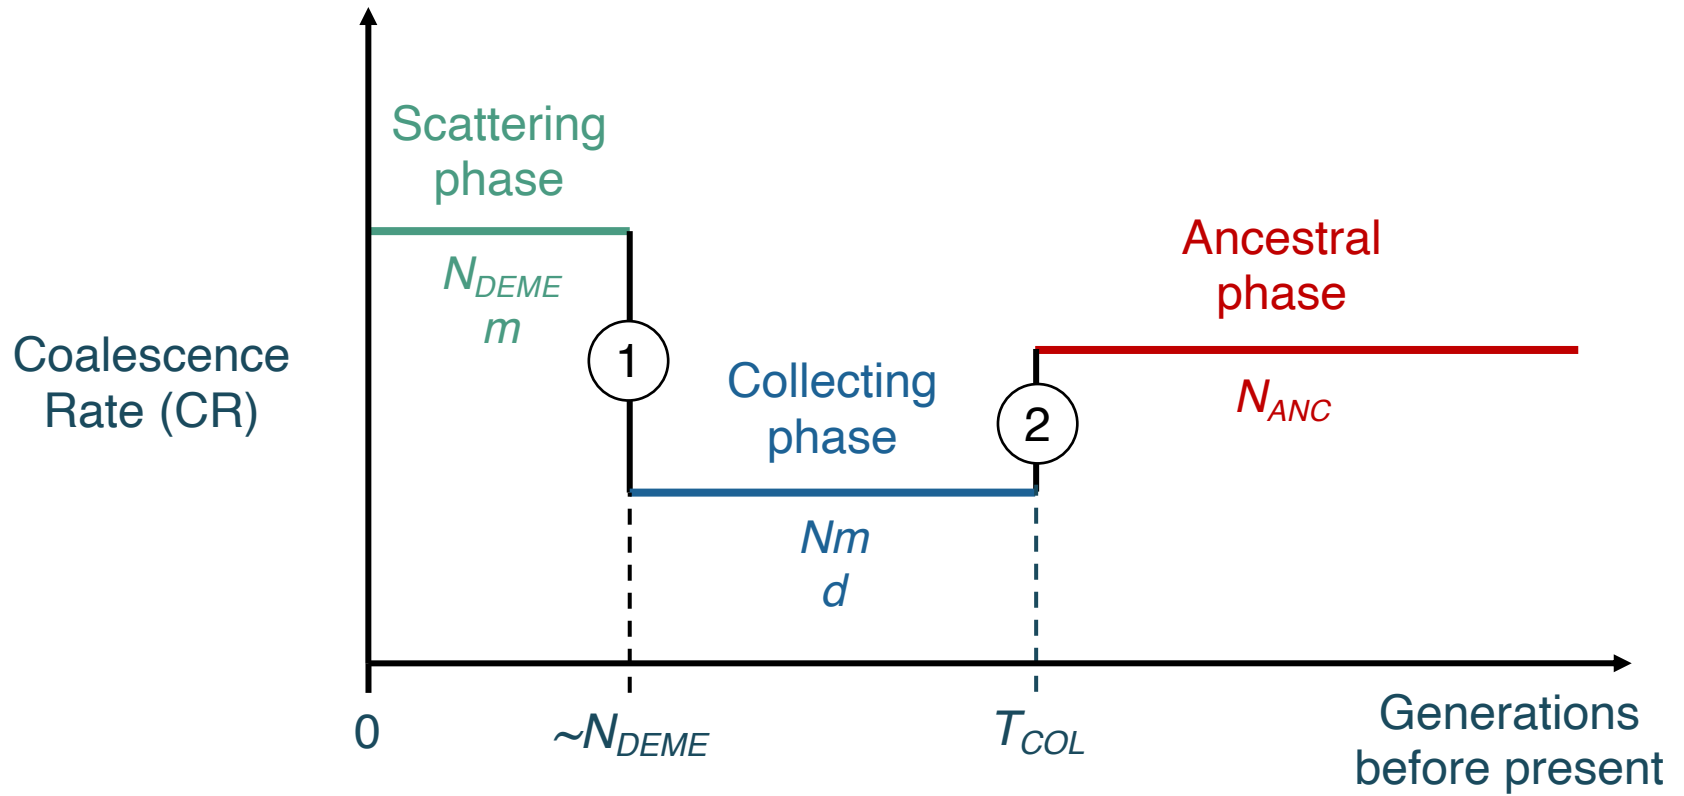 Scattering
phase
N_DEME
m
Coalescence
Rate (CR)
1
Collecting
phase
Nm
d
2
Ancestral
phase
N_ANC
0
~N_DEME
T_COL
Generations
before present